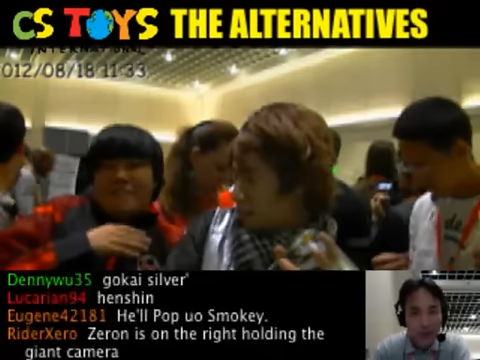 CS TOYS THE ALTERNATIVES
INTERNATIONAL
012/08/18 11:33
Dennywu35 gokai silver'
Lucarian94 henshin
Eugene42181 He'll Pop uo Smokey.
RiderXero Zeron is on the right holding the
giant camera